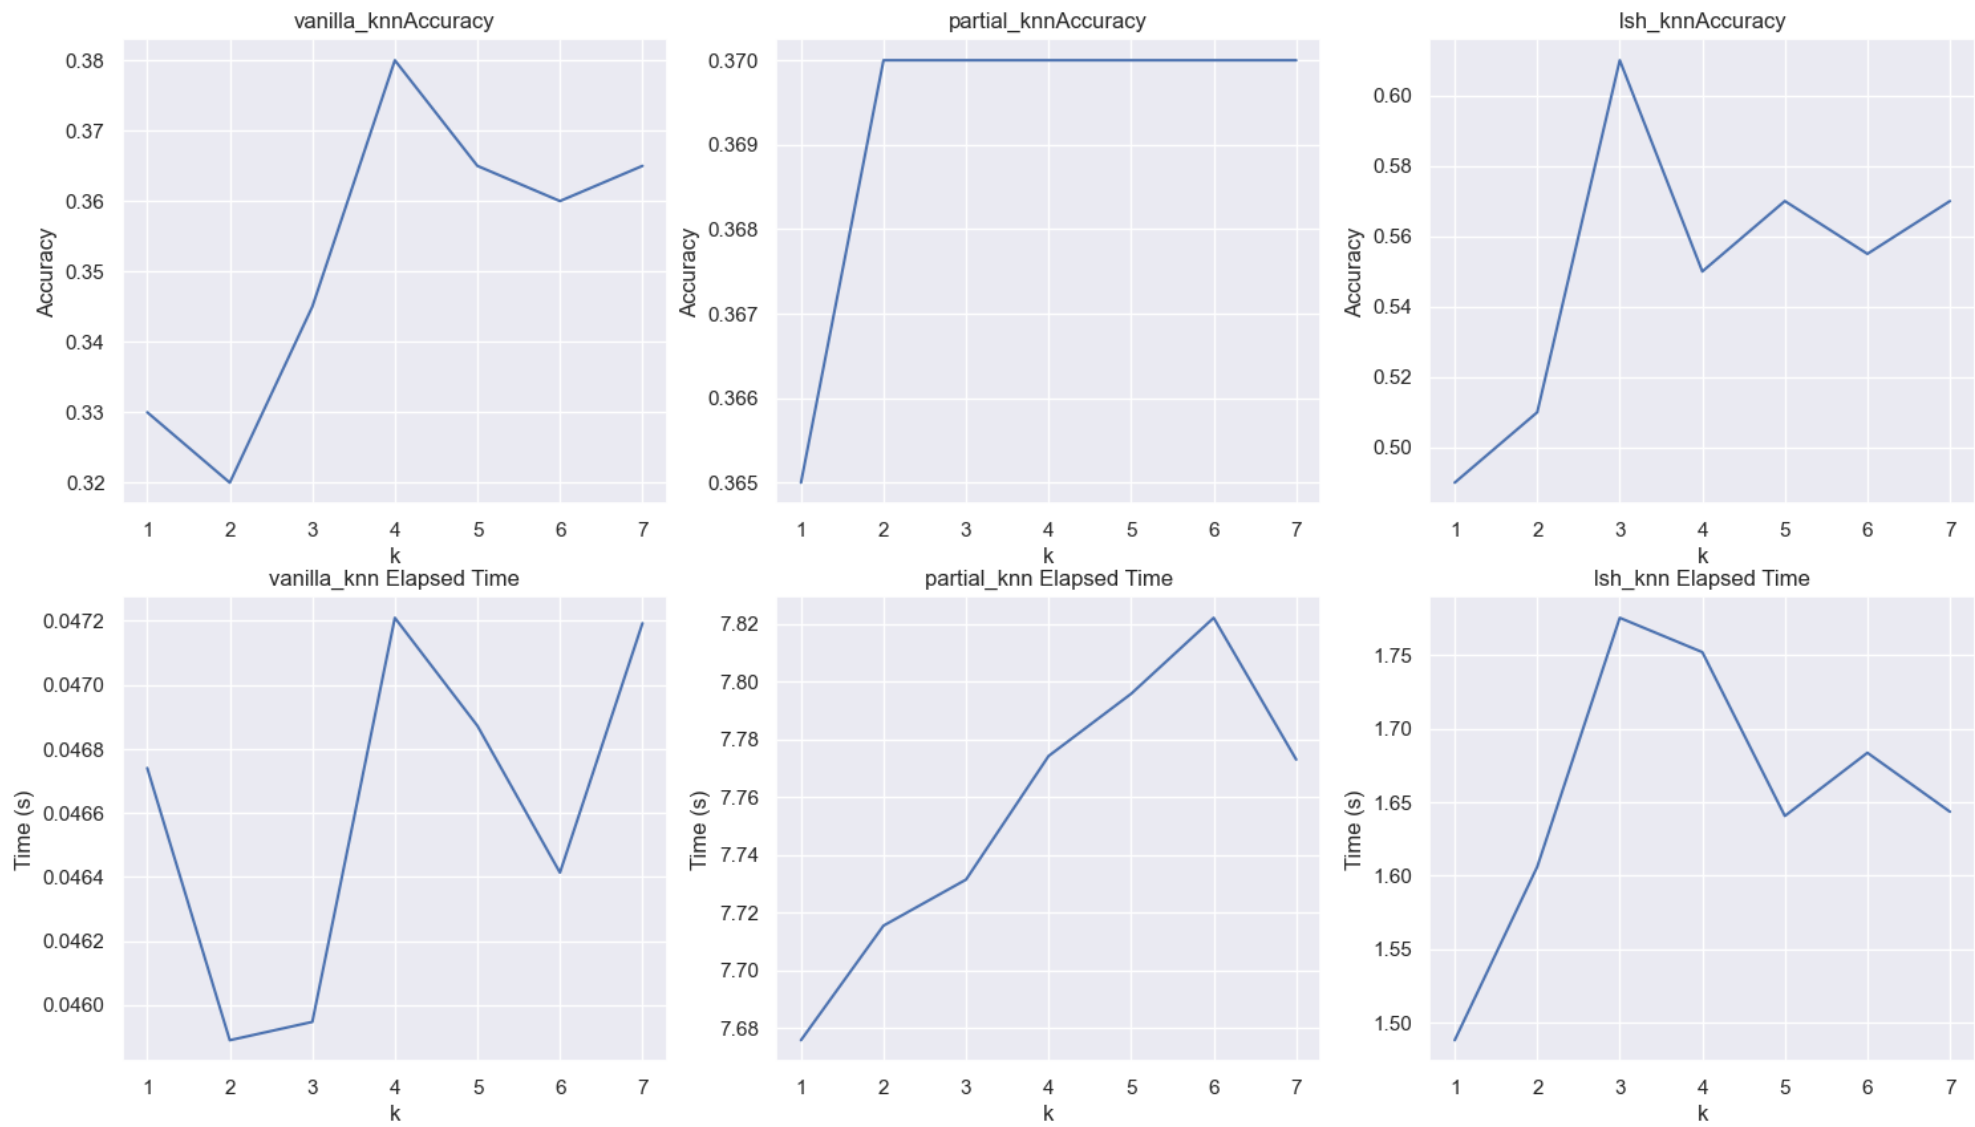 vanilla_knnAccuracy
0.38
0.37
0.36
0.35
0.34
0.33
0.32
Accuracy
1 2 3 4 5 6 7
k
partial_knnAccuracy
0.370
0.369
0.368
0.367
0.366
0.365
Accuracy
1 2 3 4 5 6 7
k
lsh_knnAccuracy
0.60
0.58
0.56
0.54
0.52
0.50
Accuracy
1 2 3 4 5 6 7
k
vanilla_knn Elapsed Time
0.0472
0.0470
0.0468
0.0466
0.0464
0.0462
0.0460
Time (s)
1 2 3 4 5 6 7
k
partial_knn Elapsed Time
7.82
7.80
7.78
7.76
7.74
7.72
7.70
7.68
Time (s)
1 2 3 4 5 6 7
k
lsh_knn Elapsed Time
1.75
1.70
1.65
1.60
1.55
1.50
Time (s)
1 2 3 4 5 6 7
k